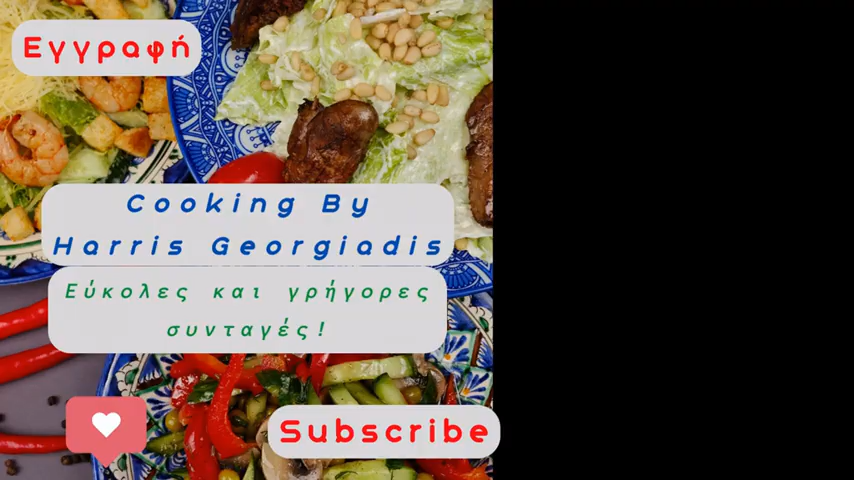 Εγγραφή
Cooking By
Harris Georgiadis
Εύκολες και γρήγορες
συνταγές!
Subscribe